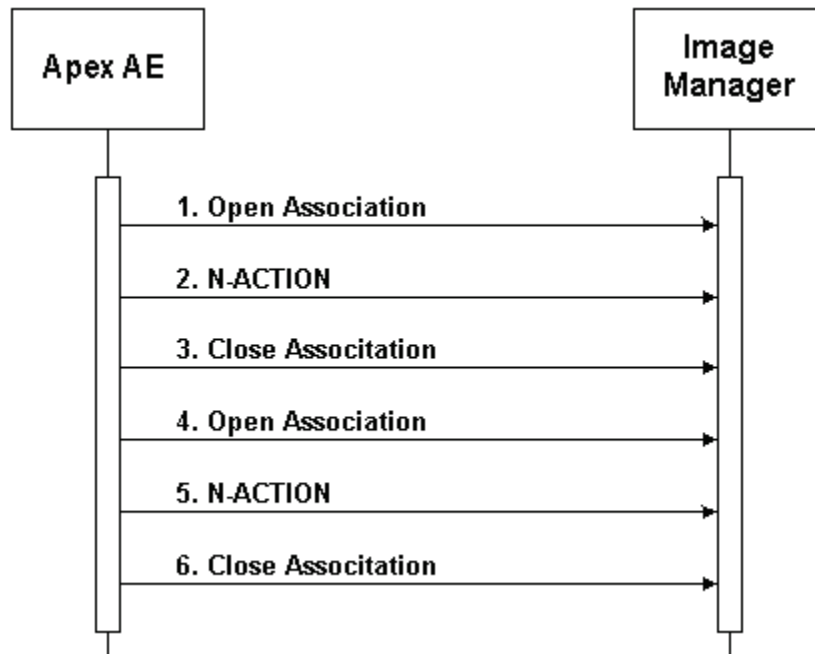 Apex AE
Image
Manager
1. Open Association
2. N-ACTION
3. Close Associtation
4. Open Association
5. N-ACTION
6. Close Associtation